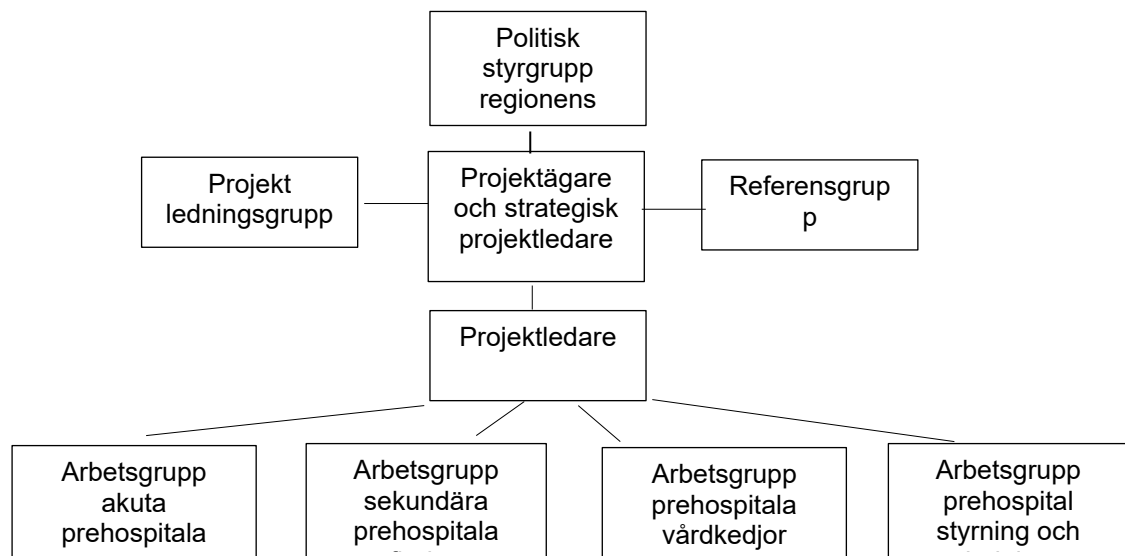 Politisk
styrgrupp
regionens
Projekt
ledningsgrupp
Projektägare
och strategisk
projektledare
Referensgrup
p
Projektledare
Arbetsgrupp
akuta
prehospitala
Arbetsgrupp
sekundära
prehospitala
Arbetsgrupp
prehospitala
vårdkedjor
Arbetsgrupp
prehospital
styrning och